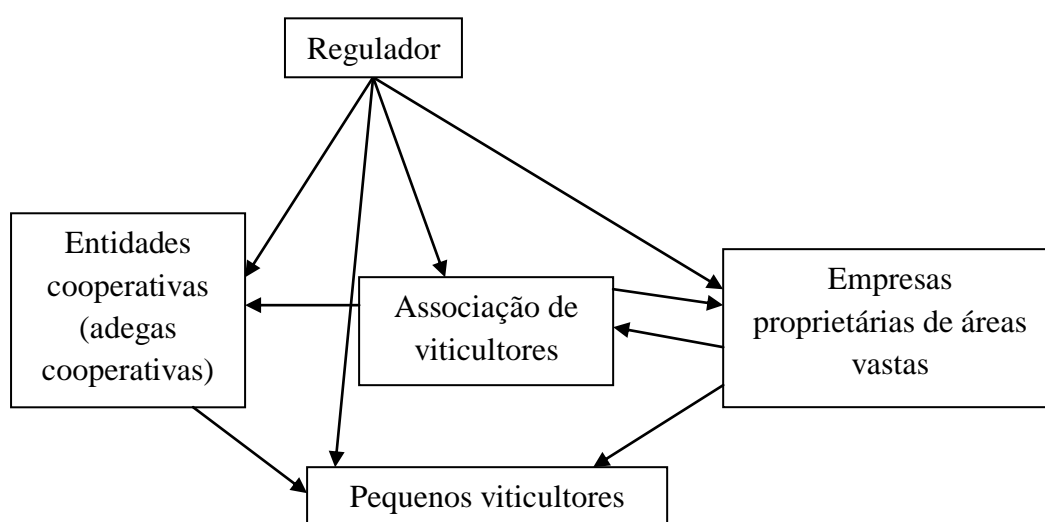 Regulador
Entidades
cooperativas
(adegas
cooperativas)
Associação de
viticultores
Empresas
proprietárias de áreas
vastas
Pequenos viticultores